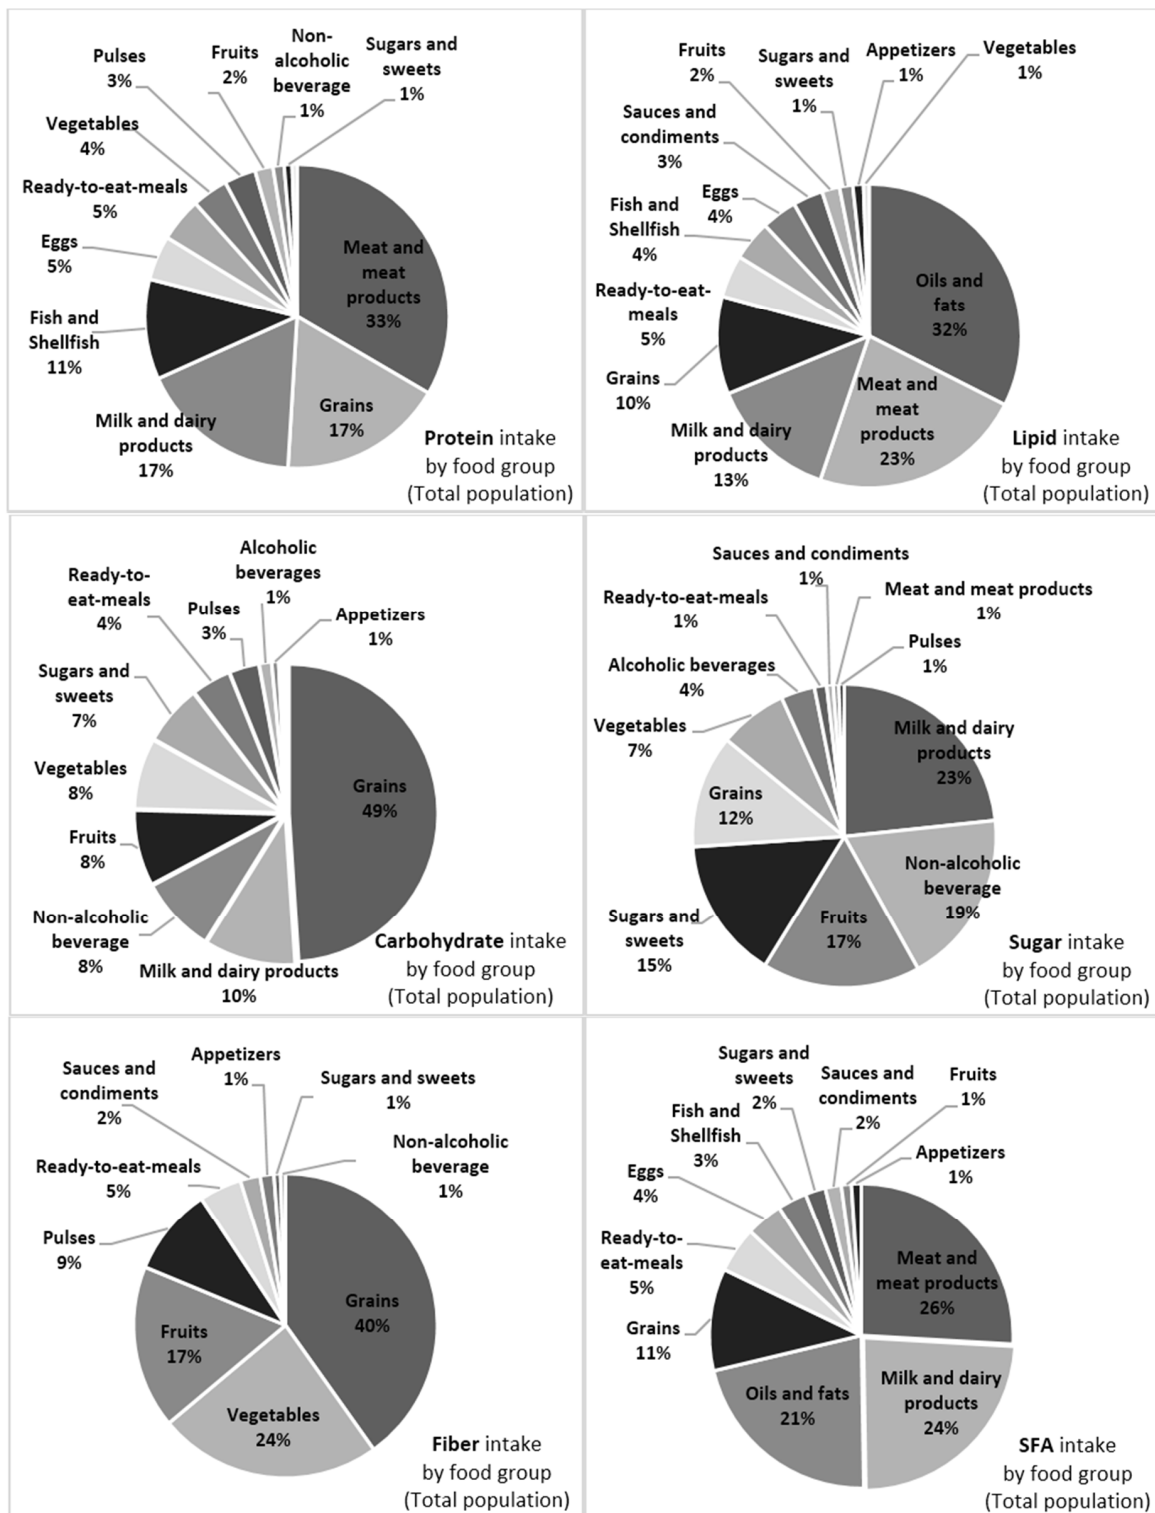 Non-
alcoholic
beverage
1%
Sugars and
sweets
1%
Fruits
2%
Pulses
3%
Vegetables
4%
Ready-to-eat-meals
5%
Eggs
5%
Fish and
Shellfish
11%
Milk and dairy
products
17%
Grains
17%
Meat and
meat
products
33%
Protein intake
by food group
(Total population)
Fruits
2%
Sugars and
sweets
1%
Appetizers
1%
Vegetables
1%
Sauces and
condiments
3%
Eggs
4%
Fish and
Shellfish
4%
Ready-to-eat-
meals
5%
Grains
10%
Milk and dairy
products
13%
Meat and
meat
products
23%
Oils and
fats
32%
Lipid intake
by food group
(Total population)
Alcoholic
beverages
1%
Ready-to-
eat-meals
4%
Pulses
3%
Appetizers
1%
Sugars and
sweets
7%
Vegetables
8%
Fruits
8%
Non-alcoholic
beverage
8%
Milk and dairy products
10%
Grains
49%
Carbohydrate intake
by food group
(Total population)
Sauces and condiments
1%
Meat and meat products
1%
Ready-to-eat-meals
1%
Pulses
1%
Alcoholic beverages
4%
Vegetables
7%
Grains
12%
Sugars and
sweets
15%
Fruits
17%
Non-alcoholic
beverage
19%
Milk and dairy
products
23%
Sugar intake
by food group
(Total population)
Appetizers
1%
Sauces and
condiments
2%
Sugars and sweets
1%
Non-alcoholic
beverage
1%
Ready-to-eat-meals
5%
Pulses
9%
Fruits
17%
Vegetables
24%
Grains
40%
Fiber intake
by food group
(Total population)
Sugars and
sweets
2%
Sauces and
condiments
2%
Fruits
1%
Appetizers
1%
Fish and
Shellfish
3%
Eggs
4%
Ready-to-
eat-meals
5%
Grains
11%
Oils and fats
21%
Milk and dairy
products
24%
Meat and
meat products
26%
SFA intake
by food group
(Total population)